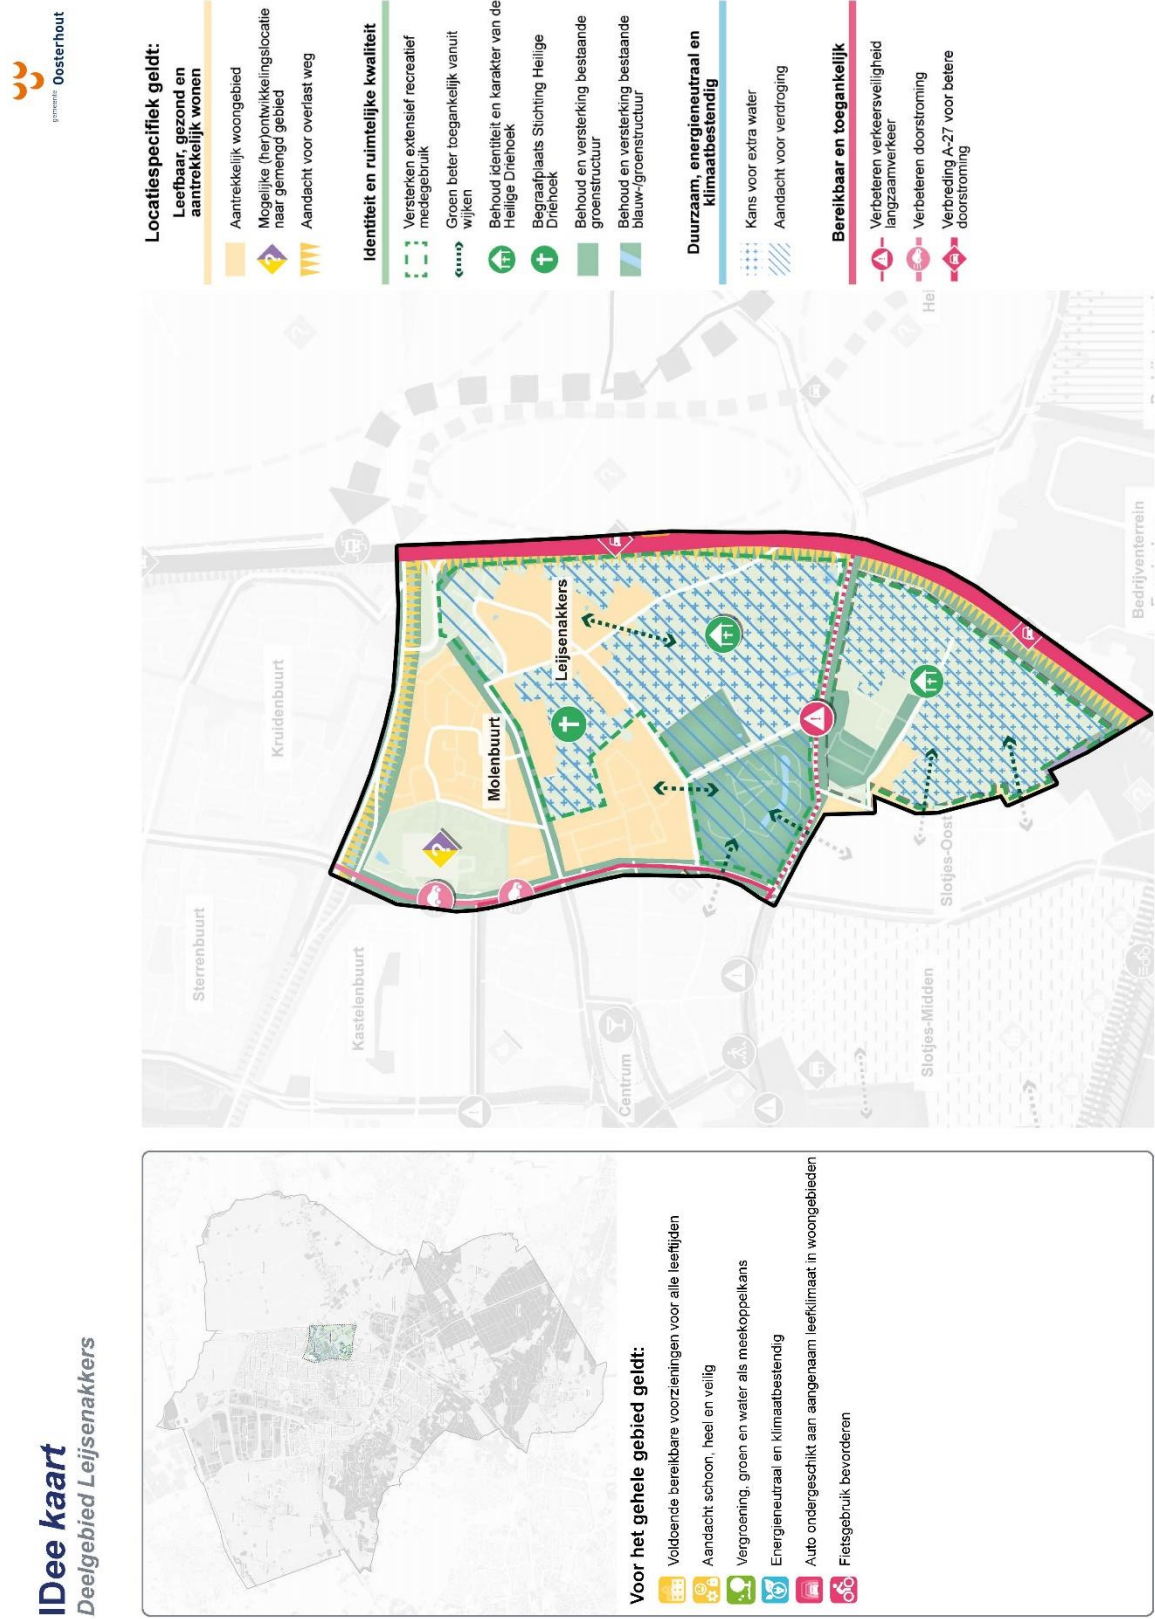 IDee kaart
Deelgebied Leijsenakkers
gemeente Oosterhout
Voor het gehele gebied geldt:
Voldoende bereikbare voorzieningen voor alle leeftijden
Aandacht schoon, heel en veilig
Vergroening, groen en water als meekoppelkans
Energieneutraal en klimaatbestendig
Auto ondergeschikt aan aangenaam leefklimaat in woongebieden
Fietsgebruik bevorderen
Sterrenbuurt
Kruidenbuurt
Kastelenbuurt
Molenbuurt
Leijsenakkers
Centrum
Slotjes-Oost
Slotjes-Midden
Bedrijventerrein
Hei
Locatiespecifiek geldt:
Leefbaar, gezond en
aantrekkelijk wonen
Aantrekkelijk woongebied
Mogelijke (her)ontwikkelingslocatie
naar gemengd gebied
Aandacht voor overlast weg
Identiteit en ruimtelijke kwaliteit
Versterken extensief recreatief
medegebruik
Groen beter toegankelijk vanuit
wijken
Behoud identiteit en karakter van de
Heilige Driehoek
Begraafplaats Stichting Heilige
Driehoek
Behoud en versterking bestaande
groenstructuur
Behoud en versterking bestaande
blauw-/groenstructuur
Duurzaam, energieneutraal en
klimaatbestendig
Kans voor extra water
Aandacht voor verdroging
Bereikbaar en toegankelijk
Verbeteren verkeersveiligheid
langzaamverkeer
Verbeteren doorstroming
Verbreding A-27 voor betere
doorstroming